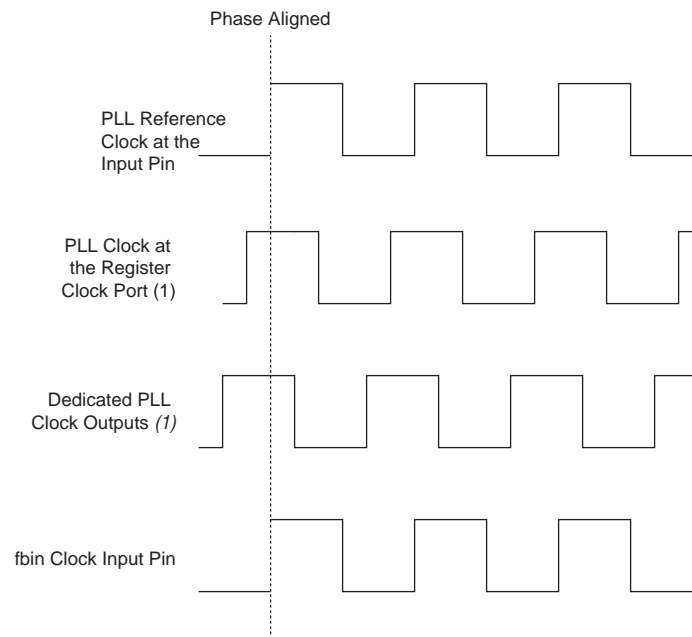 Phase Aligned
PLL Reference
Clock at the
Input Pin
PLL Clock at
the Register
Clock Port (1)
Dedicated PLL
Clock Outputs (1)
fbin Clock Input Pin